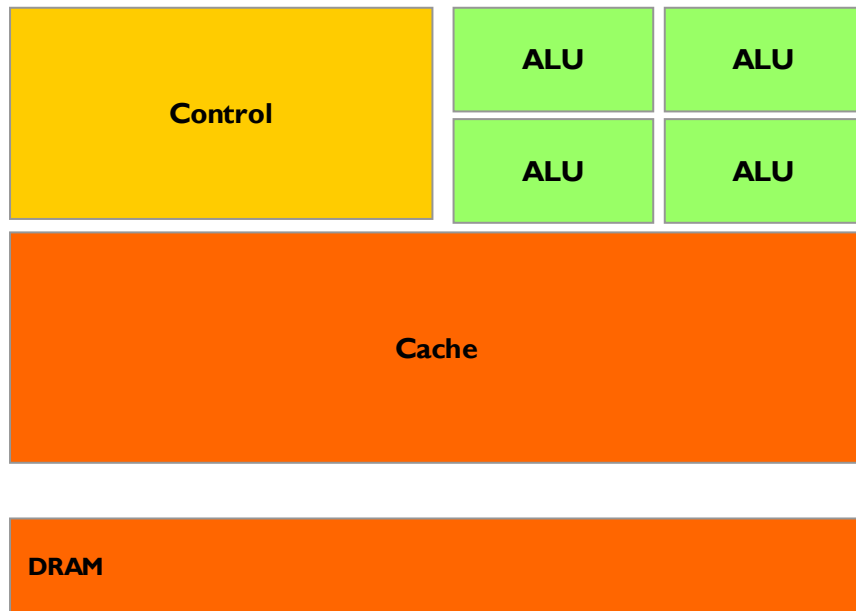 ALU ALU
Control
ALU ALU
Cache
DRAM